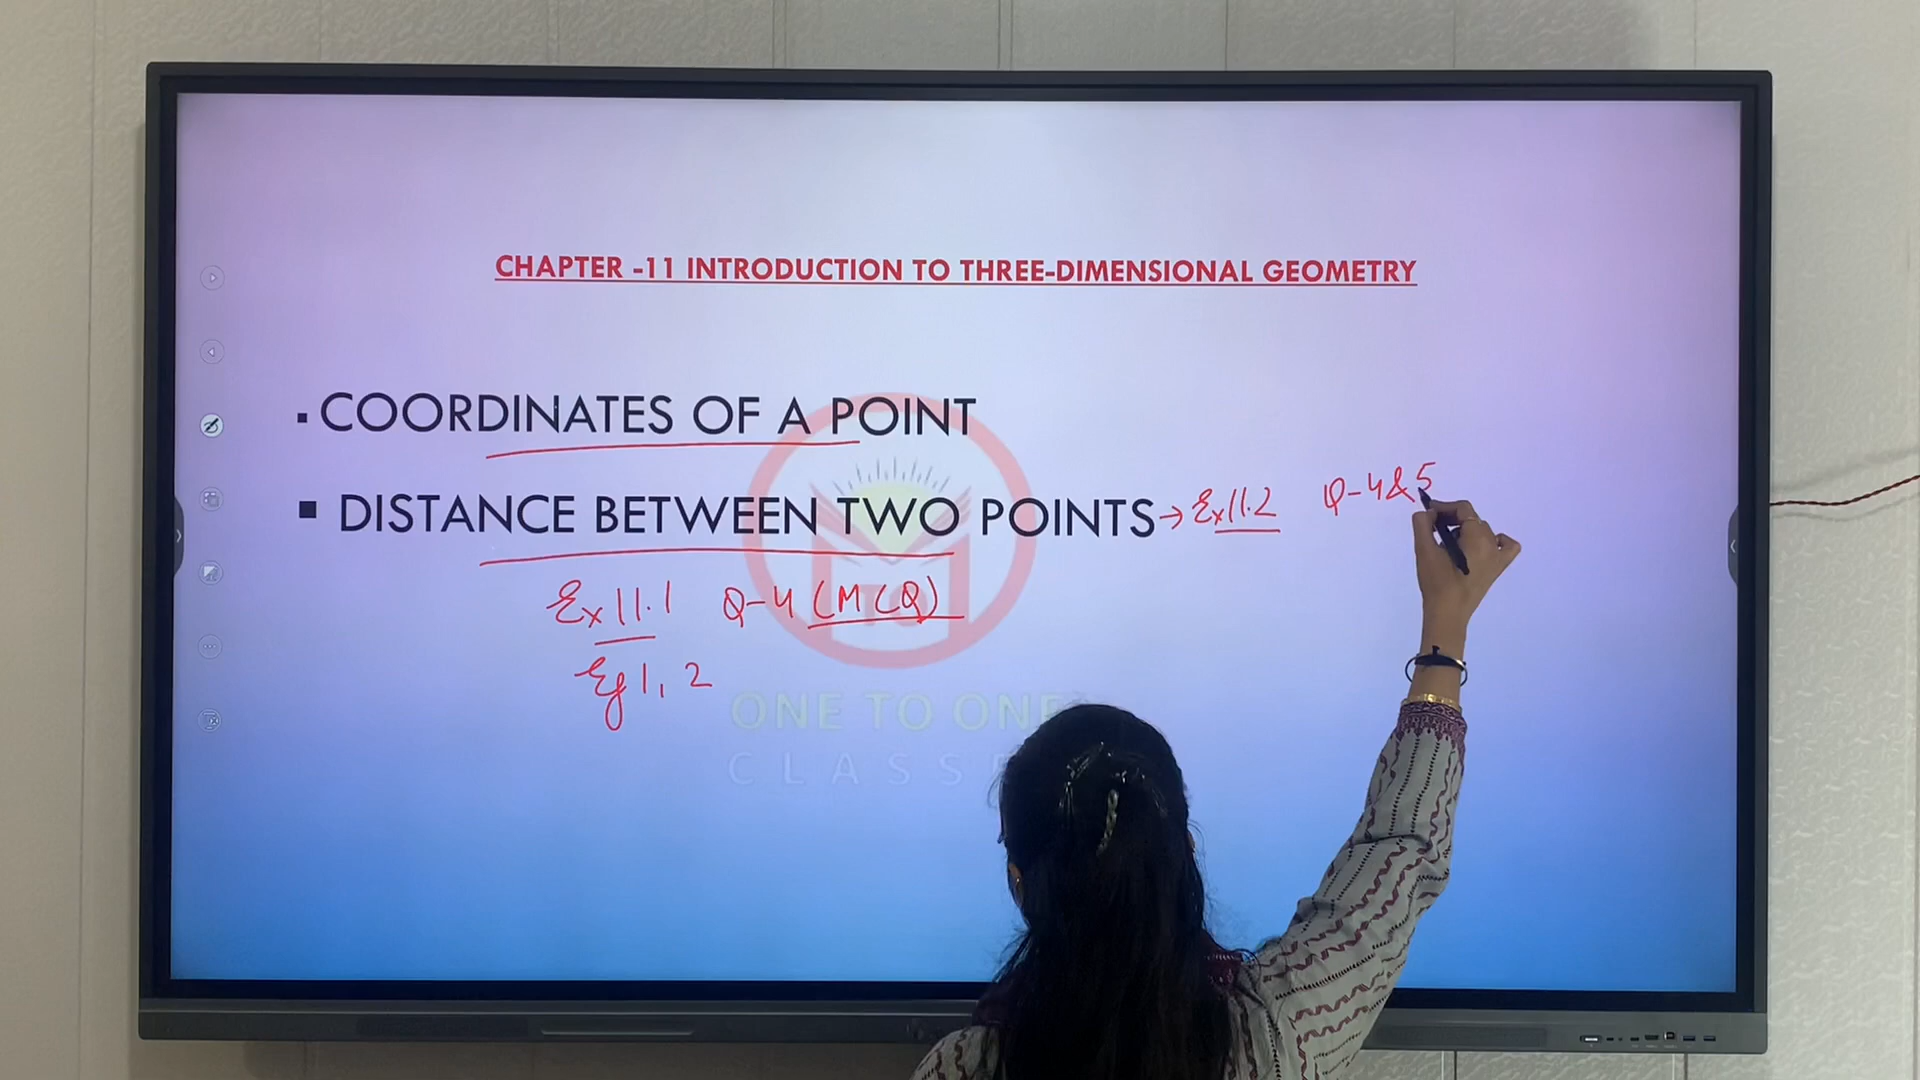 CHAPTER -11 INTRODUCTION TO THREE-DIMENSIONAL GEOMETRY
▪ COORDINATES OF A POINT
▪ DISTANCE BETWEEN TWO POINTS → Ex 11.2 Q-4&5
Ex 11.1 Q-4 (MCQ)
Eg 1, 2
ONE TO ONE
CLASS